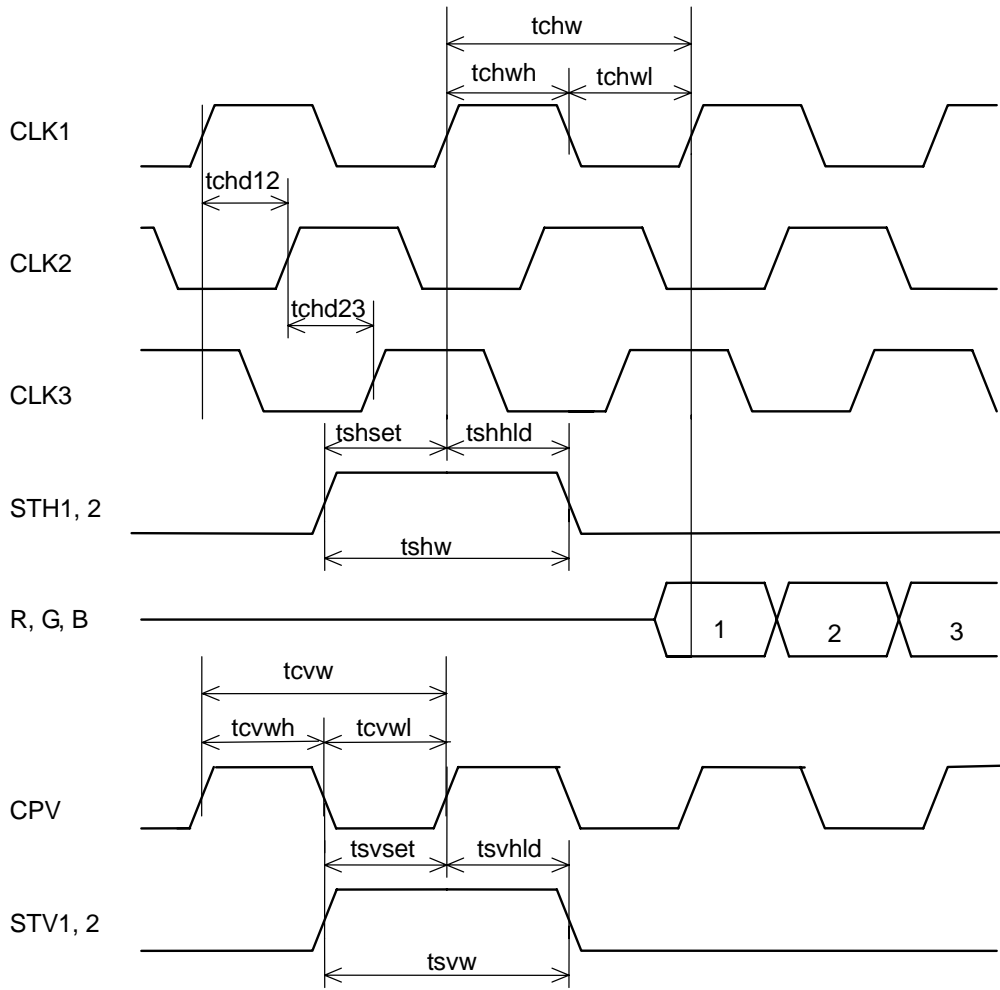 tchw
tchwh tchwl
CLK1
tchd12
CLK2
tchd23
CLK3
tshset tshhld
STH1, 2
tshw
R, G, B
1 2 3
tcvw
tcvwh tcvwl
CPV
tsvset tsvhld
STV1, 2
tsvw